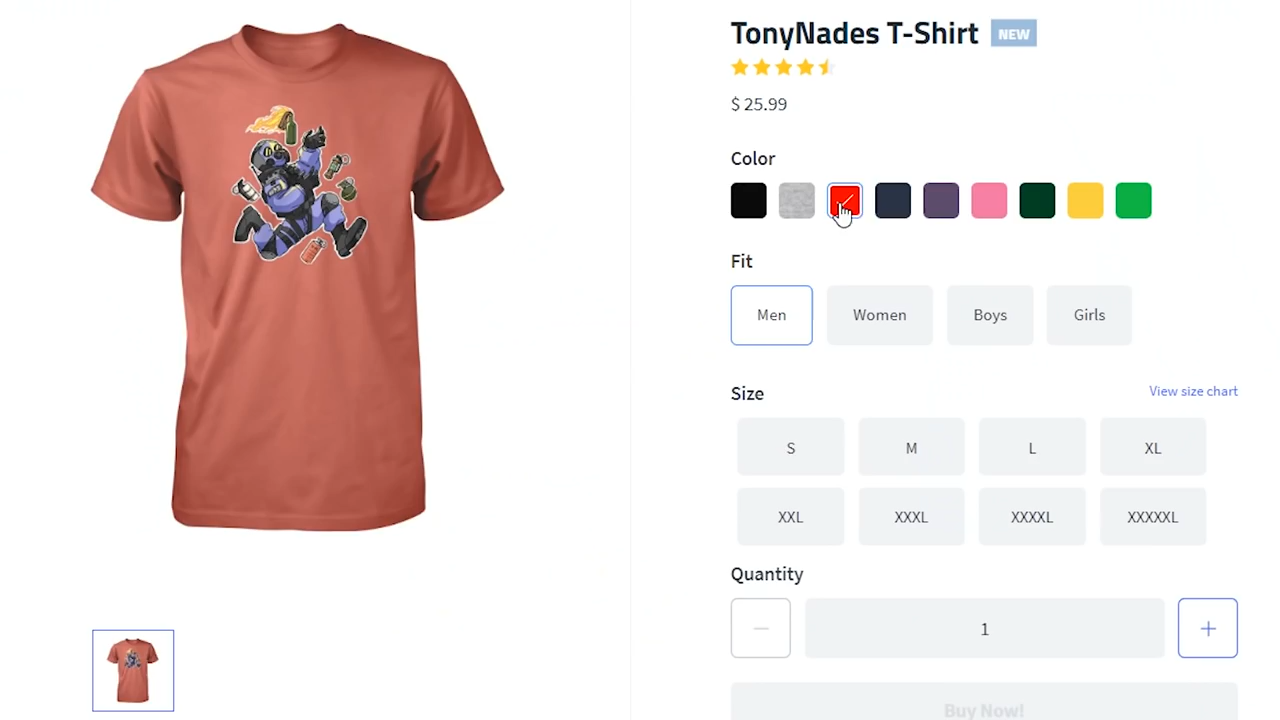 TonyNades T-Shirt NEW
$ 25.99
Color
Fit
Men Women Boys Girls
Size View size chart
S M L XL
XXL XXXL XXXXL XXXXXL
Quantity
1
Buy Now!